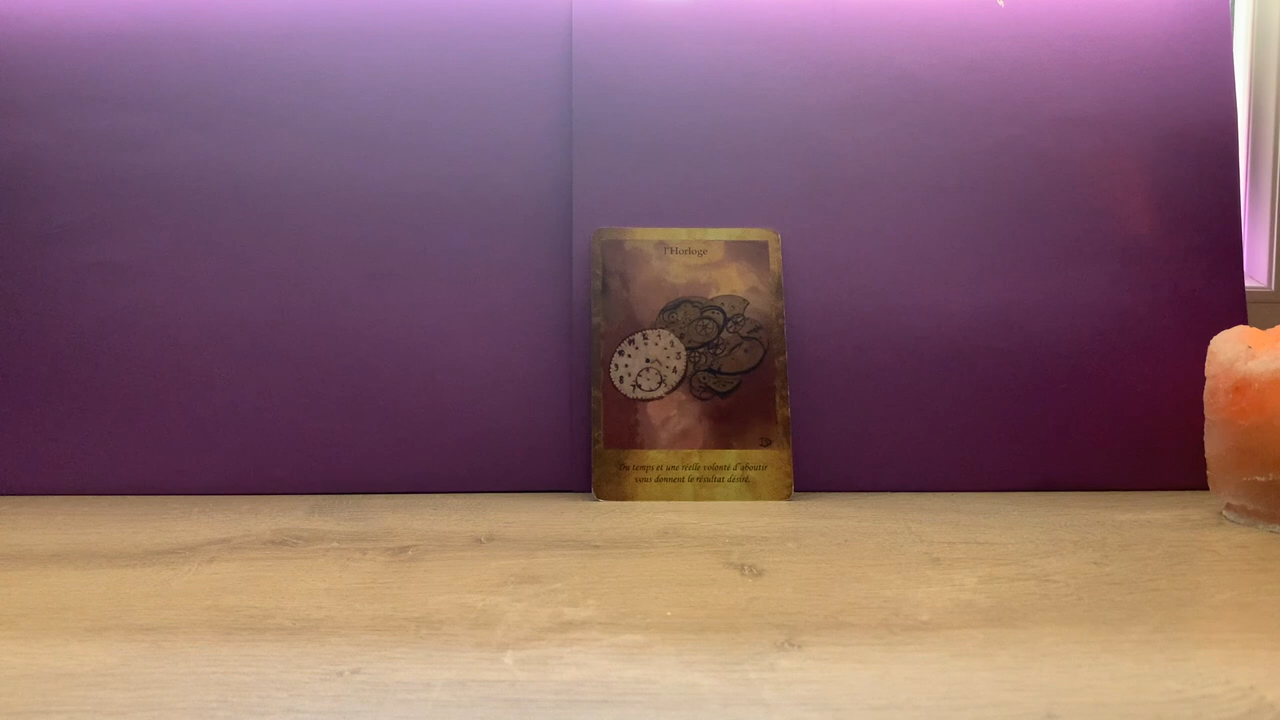 l'Horloge
Du temps et une réelle volonté d'aboutir
vous donnent le résultat désiré.